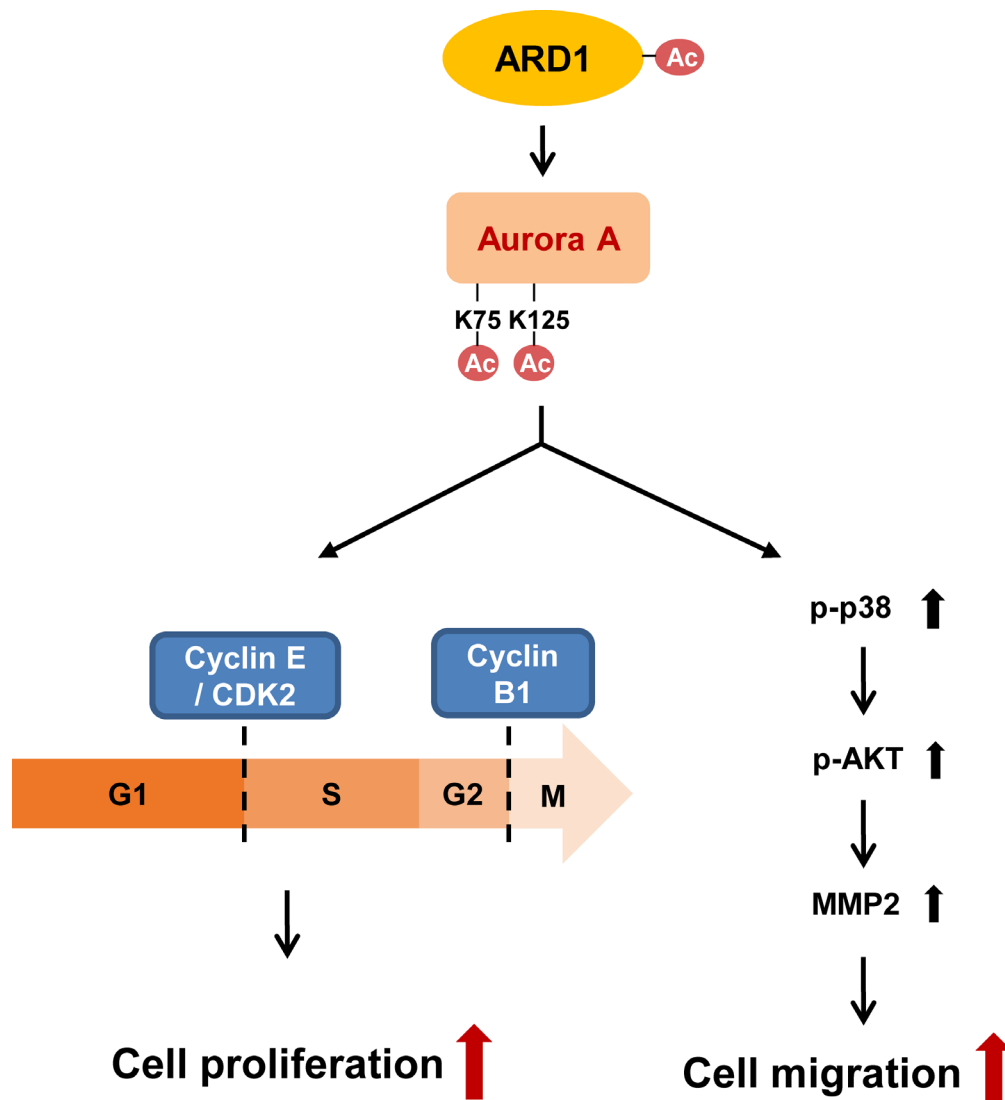 ARD1
Ac
Aurora A
K75 K125
Ac Ac
p-p38
Cyclin E
/ CDK2
Cyclin
B1
p-AKT
G1 S G2 M
MMP2
Cell proliferation
Cell migration